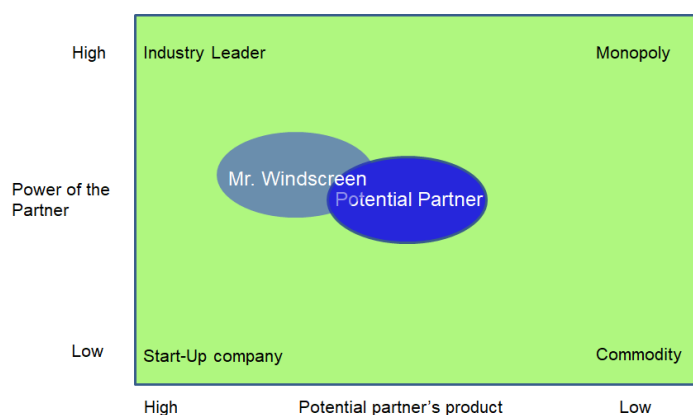 High
Industry Leader
Monopoly
Mr. Windscreen
Power of the
Partner
Potential Partner
Low
Start-Up company
Commodity
High
Potential partner's product
Low